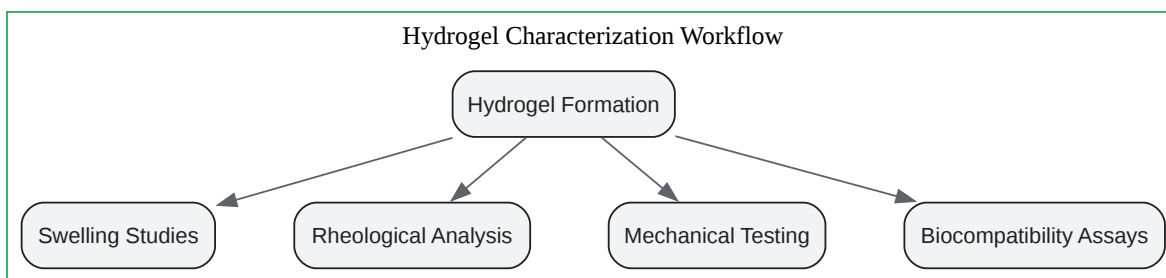 Hydrogel Characterization Workflow
Hydrogel Formation
Swelling Studies
Rheological Analysis
Mechanical Testing
Biocompatibility Assays